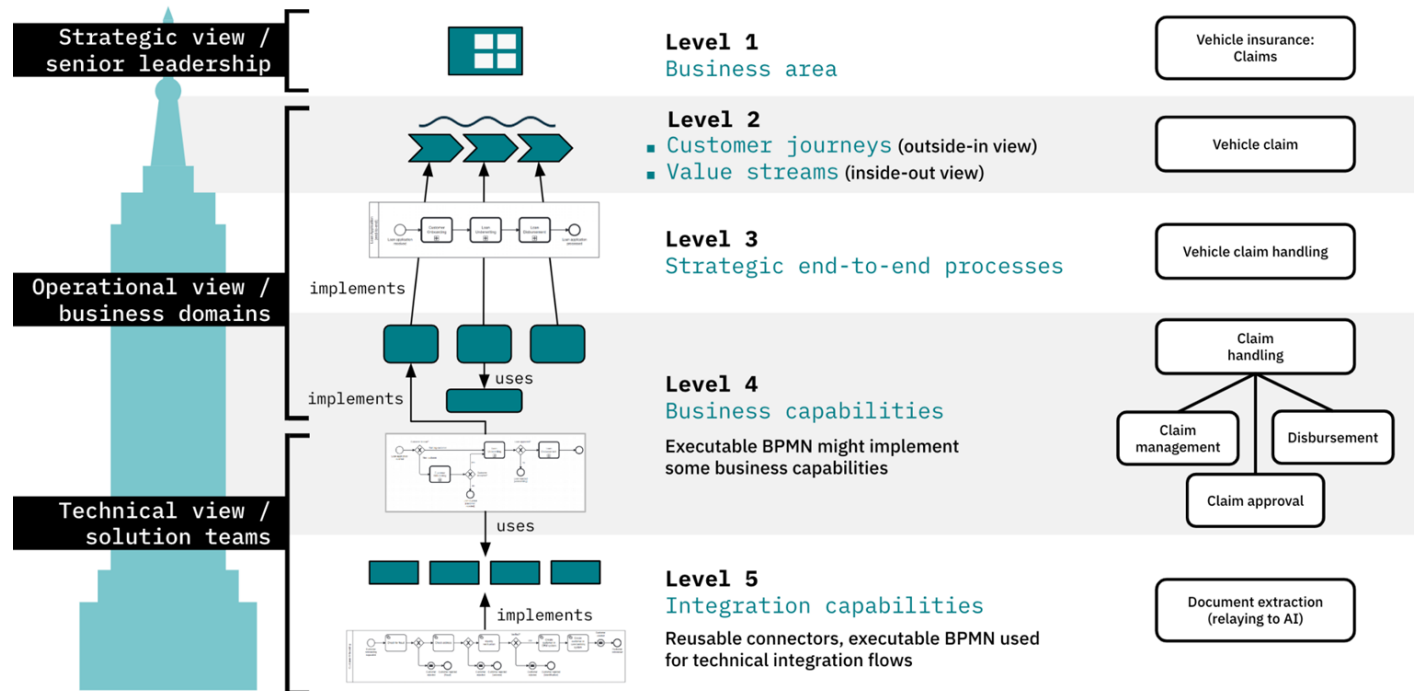 Strategic view /
senior leadership
Level 1
Business area
Vehicle insurance:
Claims
Level 2
▪ Customer journeys (outside-in view)
▪ Value streams (inside-out view)
Vehicle claim
Level 3
Strategic end-to-end processes
Vehicle claim handling
Operational view /
business domains
implements
implements
uses
Level 4
Business capabilities
Executable BPMN might implement
some business capabilities
Claim
handling
Claim
management
Disbursement
Claim approval
Technical view /
solution teams
uses
implements
Level 5
Integration capabilities
Reusable connectors, executable BPMN used
for technical integration flows
Document extraction
(relaying to AI)